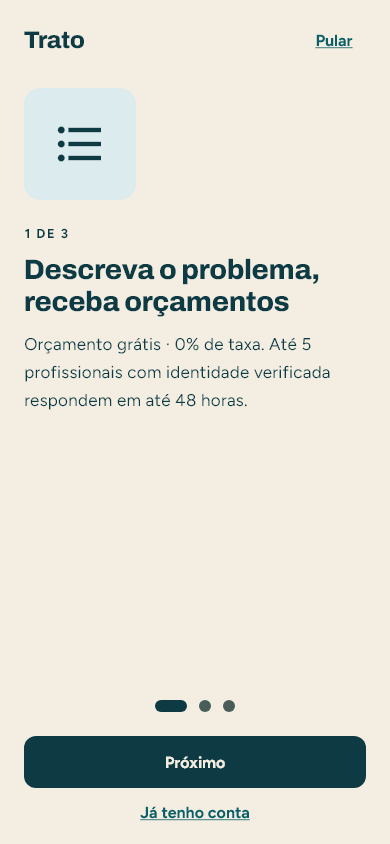 Trato
Pular
1 DE 3
Descreva o problema,
receba orçamentos
Orçamento grátis · 0% de taxa. Até 5
profissionais com identidade verificada
respondem em até 48 horas.
Próximo
Já tenho conta